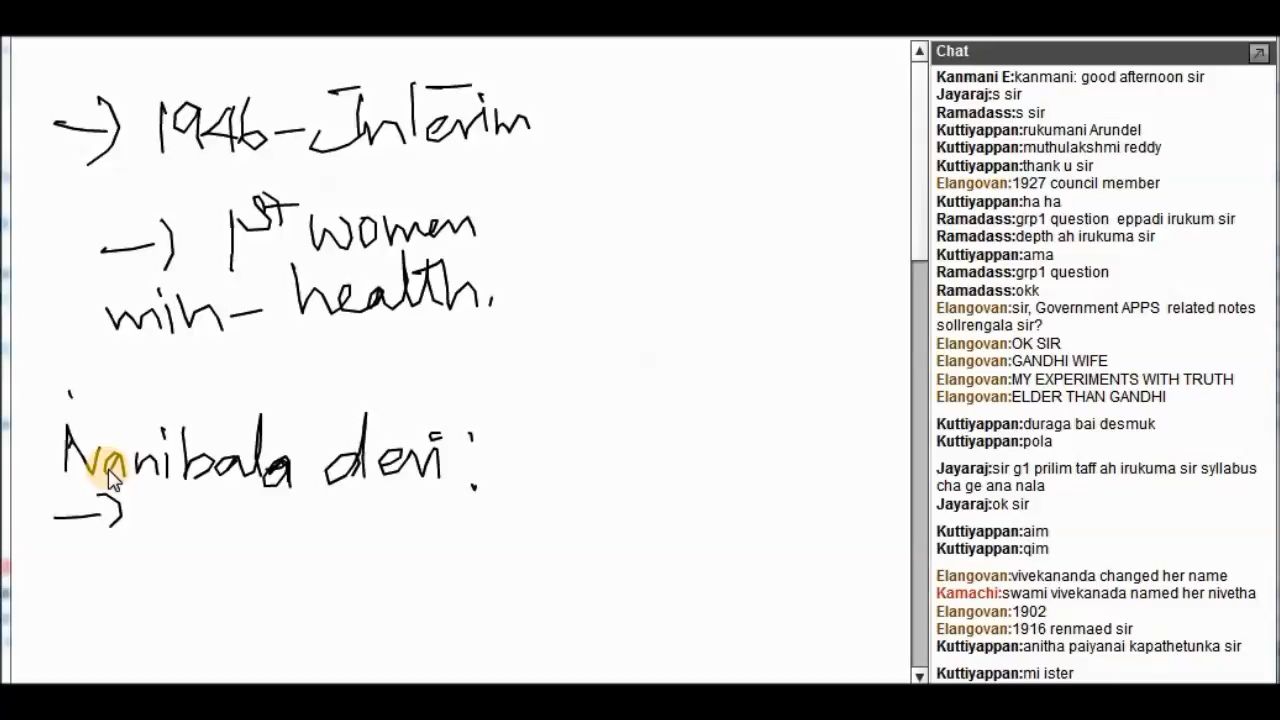 → 1946 - Interim
→ 1st women
min - health.
Nanibala devi :
→
Chat
Kanmani E:kanmani: good afternoon sir
Jayaraj:s sir
Ramadass:s sir
Kuttiyappan:rukumani Arundel
Kuttiyappan:muthulakshmi reddy
Kuttiyappan:thank u sir
Elangovan:1927 council member
Kuttiyappan:ha ha
Ramadass:grp1 question eppadi irukum sir
Ramadass:depth ah irukuma sir
Kuttiyappan:ama
Ramadass:grp1 question
Ramadass:okk
Elangovan:sir, Government APPS related notes
sollrengala sir?
Elangovan:OK SIR
Elangovan:GANDHI WIFE
Elangovan:MY EXPERIMENTS WITH TRUTH
Elangovan:ELDER THAN GANDHI
Kuttiyappan:duraga bai desmuk
Kuttiyappan:pola
Jayaraj:sir g1 prilim taff ah irukuma sir syllabus
cha ge ana nala
Jayaraj:ok sir
Kuttiyappan:aim
Kuttiyappan:qim
Elangovan:vivekananda changed her name
Kamachi:swami vivekanada named her nivetha
Elangovan:1902
Elangovan:1916 renmaed sir
Kuttiyappan:anitha paiyanai kapathetunka sir
Kuttiyappan:mi ister